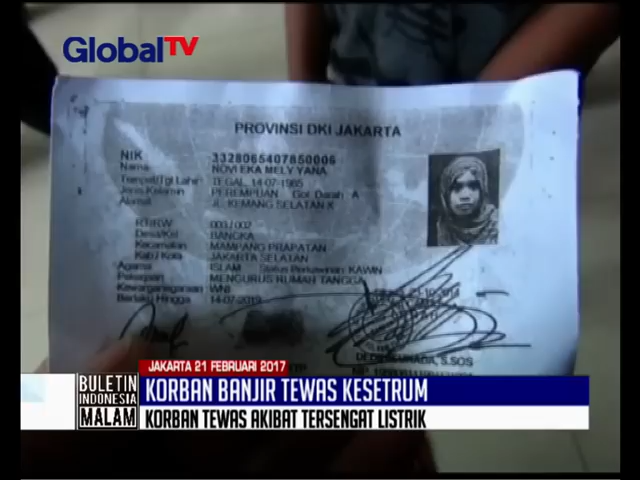 GlobalTV
PROVINSI DKI JAKARTA
NIK 3328065407850006
Nama NOVI EKA MELY YANA
Tempat/Tgl Lahir TEGAL, 14-07-1985
Jenis Kelamin PEREMPUAN Gol Darah A
Alamat JL. KEMANG SELATAN X
RT/RW 003 / 002
Desa/Kel BANGKA
Kecamatan MAMPANG PRAPATAN
Kab / Kota JAKARTA SELATAN
Agama ISLAM Status Perkawinan KAWIN
Pekerjaan MENGURUS RUMAH TANGGA
Kewarganegaraan WNI
Berlaku Hingga 14-07-2019
S.SOS
JAKARTA 21 FEBRUARI 2017
BULETIN
INDONESIA
MALAM
KORBAN BANJIR TEWAS KESETRUM
KORBAN TEWAS AKIBAT TERSENGAT LISTRIK